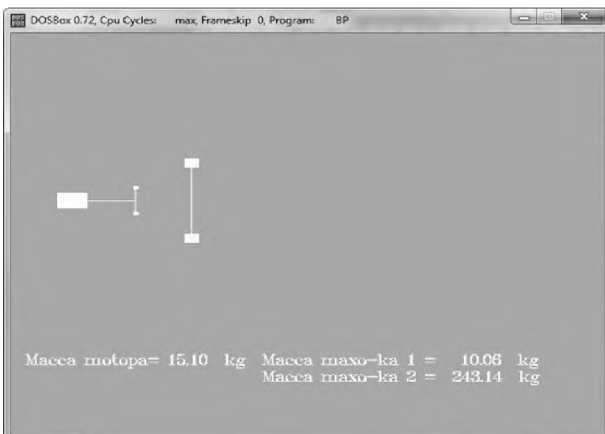 DOSBox 0.72, Cpu Cycles: max, Frameskip 0, Program: BP
Масса мотора= 15.10 kg Масса махо-ка 1 = 10.06 kg
Масса махо-ка 2 = 243.14 kg